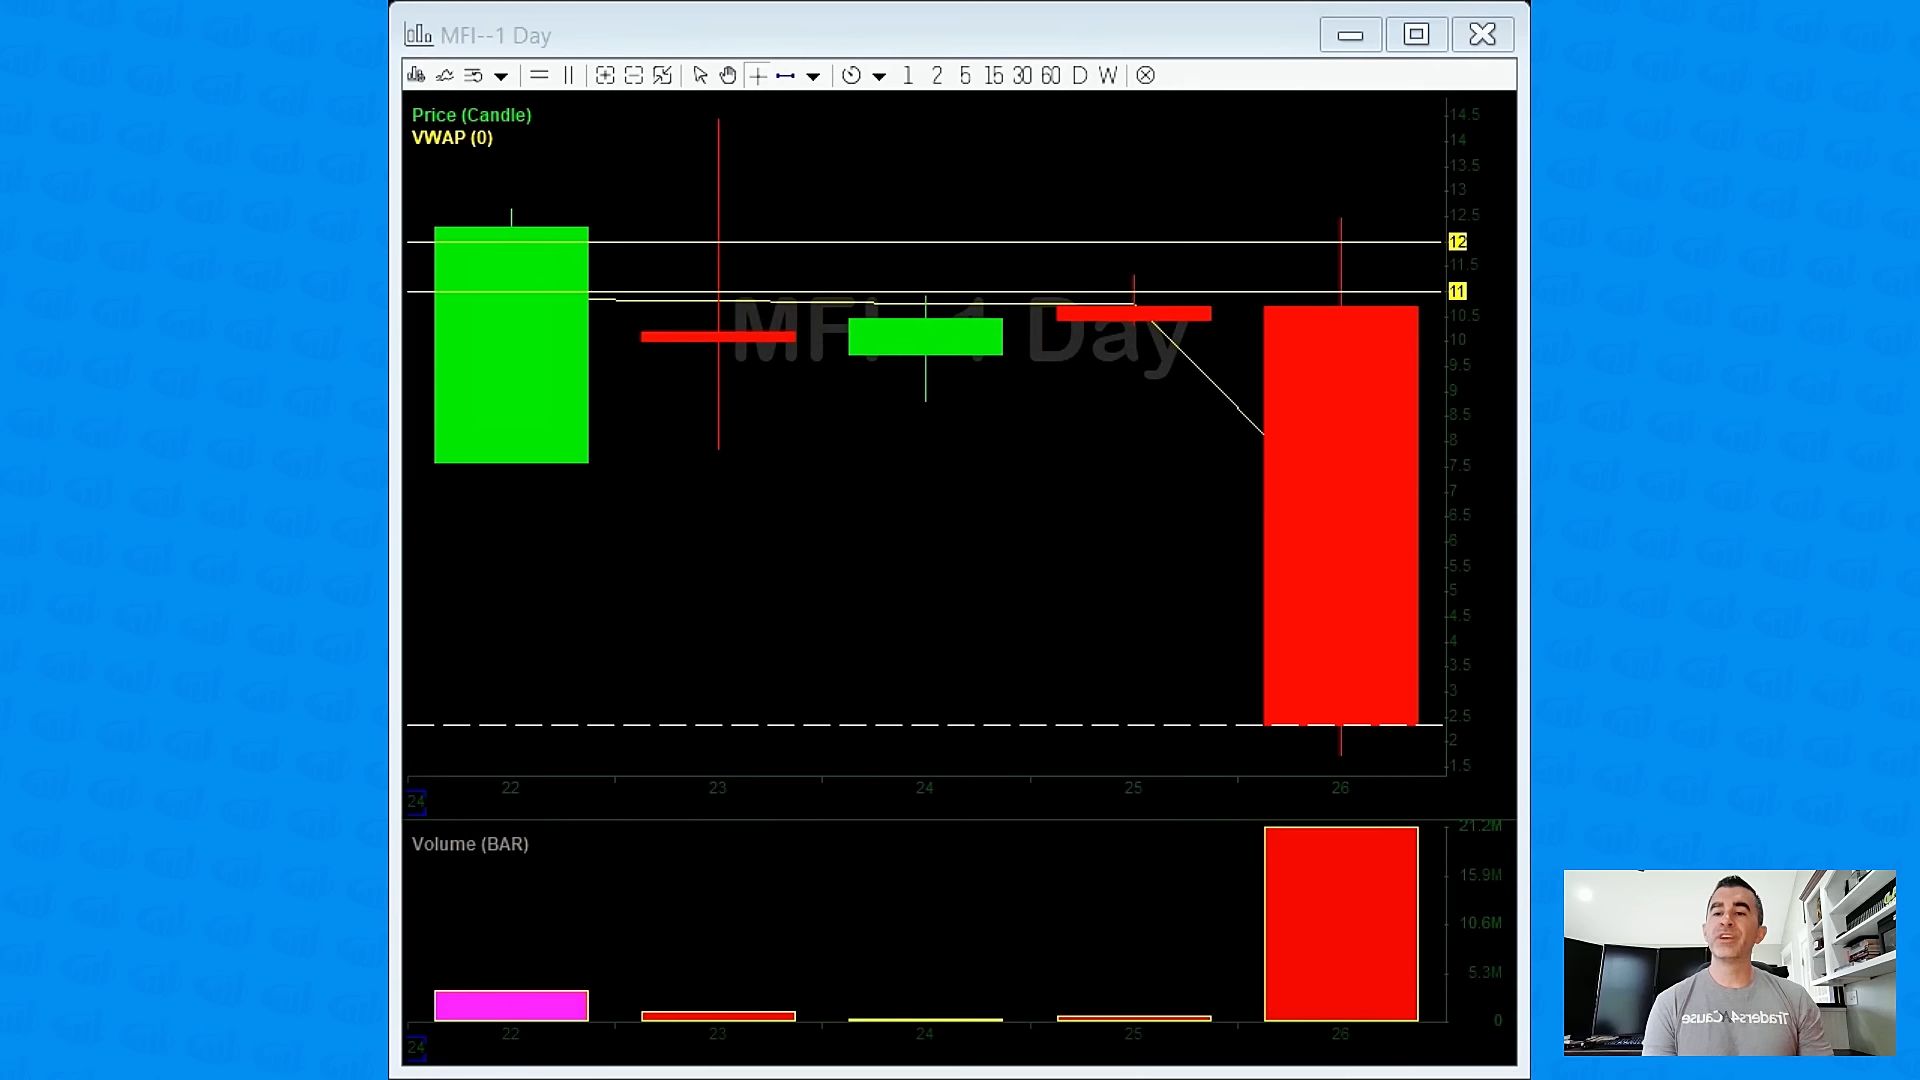 MFI--1 Day
1 2 5 15 30 60 D W
Price (Candle)
VWAP (0)
MFI--1 Day
14.5
14
13.5
13
12.5
12
11.5
11
10.5
10
9.5
9
8.5
8
7.5
7
6.5
6
5.5
5
4.5
4
3.5
3
2.5
2
1.5
22 23 24 25 26
24
Volume (BAR)
21.2M
15.9M
10.6M
5.3M
0
22 23 24 25 26
24
Traders4ACause